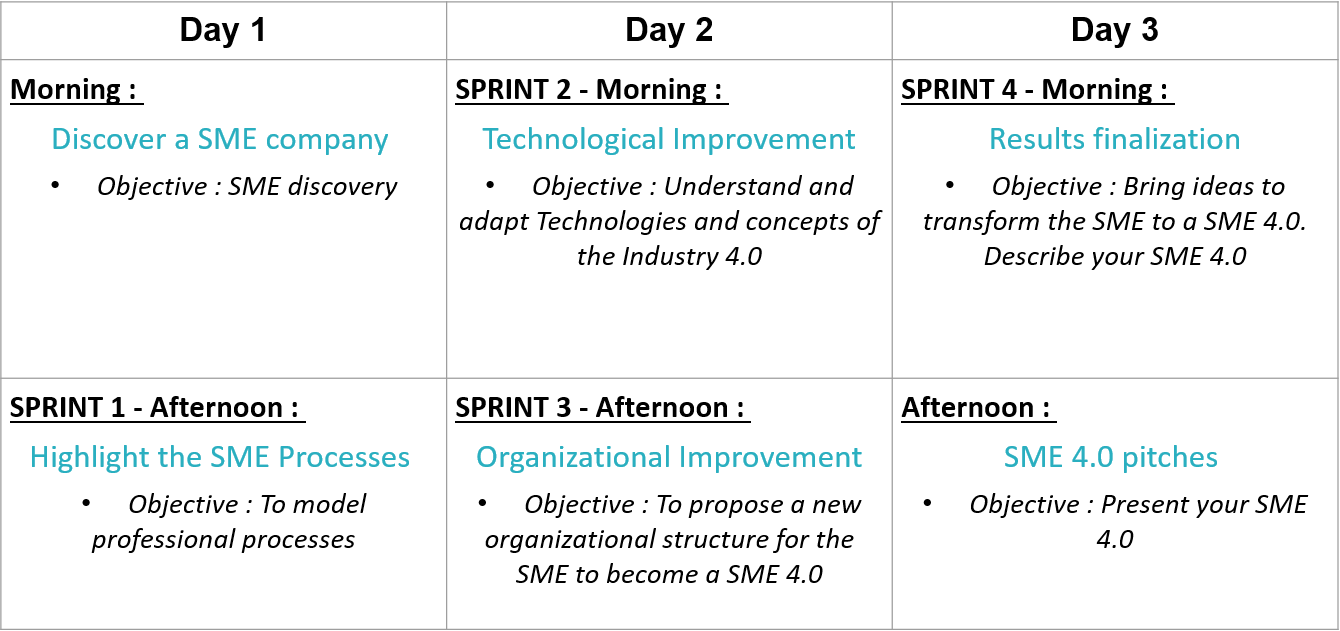 Day 1
Day 2
Day 3
Morning :
Discover a SME company
• Objective : SME discovery
SPRINT 2 - Morning :
Technological Improvement
• Objective : Understand and
adapt Technologies and concepts of
the Industry 4.0
SPRINT 4 - Morning :
Results finalization
• Objective : Bring ideas to
transform the SME to a SME 4.0.
Describe your SME 4.0
SPRINT 1 - Afternoon :
Highlight the SME Processes
• Objective : To model
professional processes
SPRINT 3 - Afternoon :
Organizational Improvement
• Objective : To propose a new
organizational structure for the
SME to become a SME 4.0
Afternoon :
SME 4.0 pitches
• Objective : Present your SME
4.0